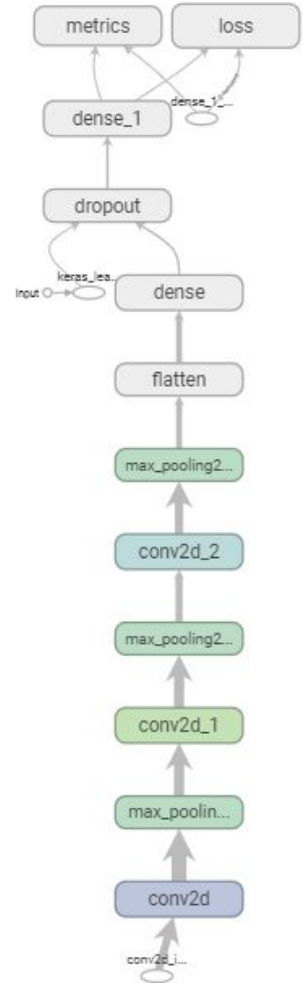 metrics
loss
dense_1
dense_1_...
dropout
keras_lea...
Input
dense
flatten
max_pooling2...
conv2d_2
max_pooling2...
conv2d_1
max_poolin...
conv2d
conv2d_i...